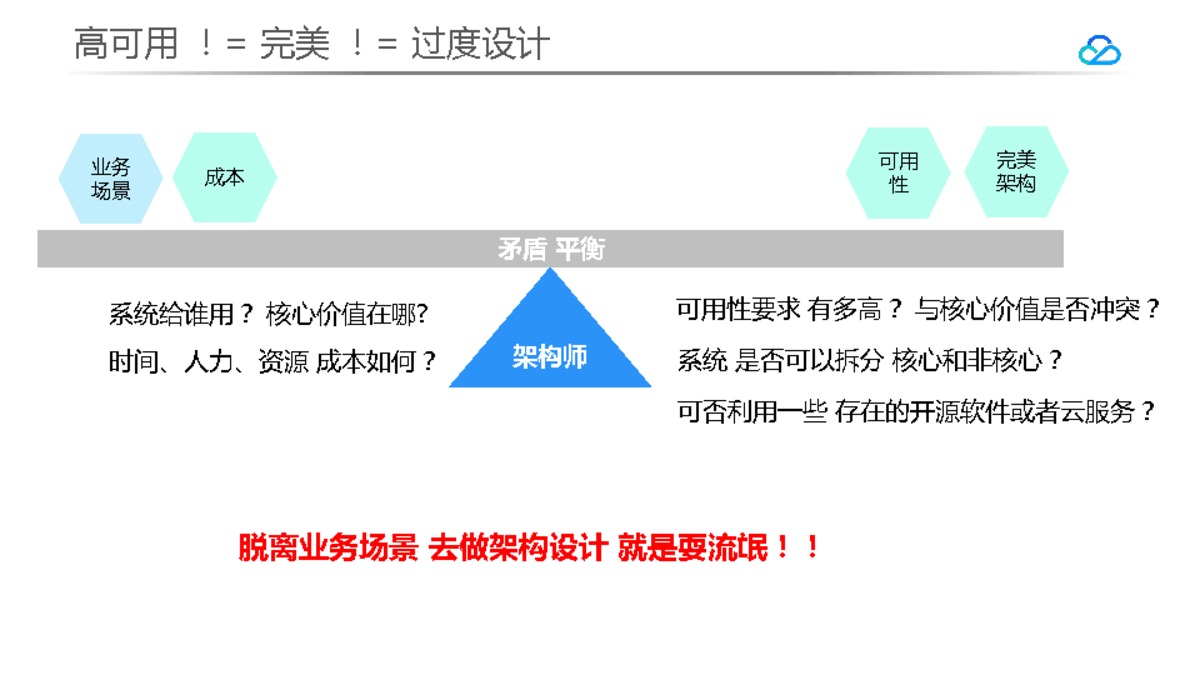 高可用 ！= 完美 ！= 过度设计
业务
场景
成本
可用
性
完美
架构
矛盾 平衡
架构师
系统给谁用？ 核心价值在哪?
时间、人力、资源 成本如何？
可用性要求 有多高？ 与核心价值是否冲突？
系统 是否可以拆分 核心和非核心？
可否利用一些 存在的开源软件或者云服务？
脱离业务场景 去做架构设计 就是耍流氓！！